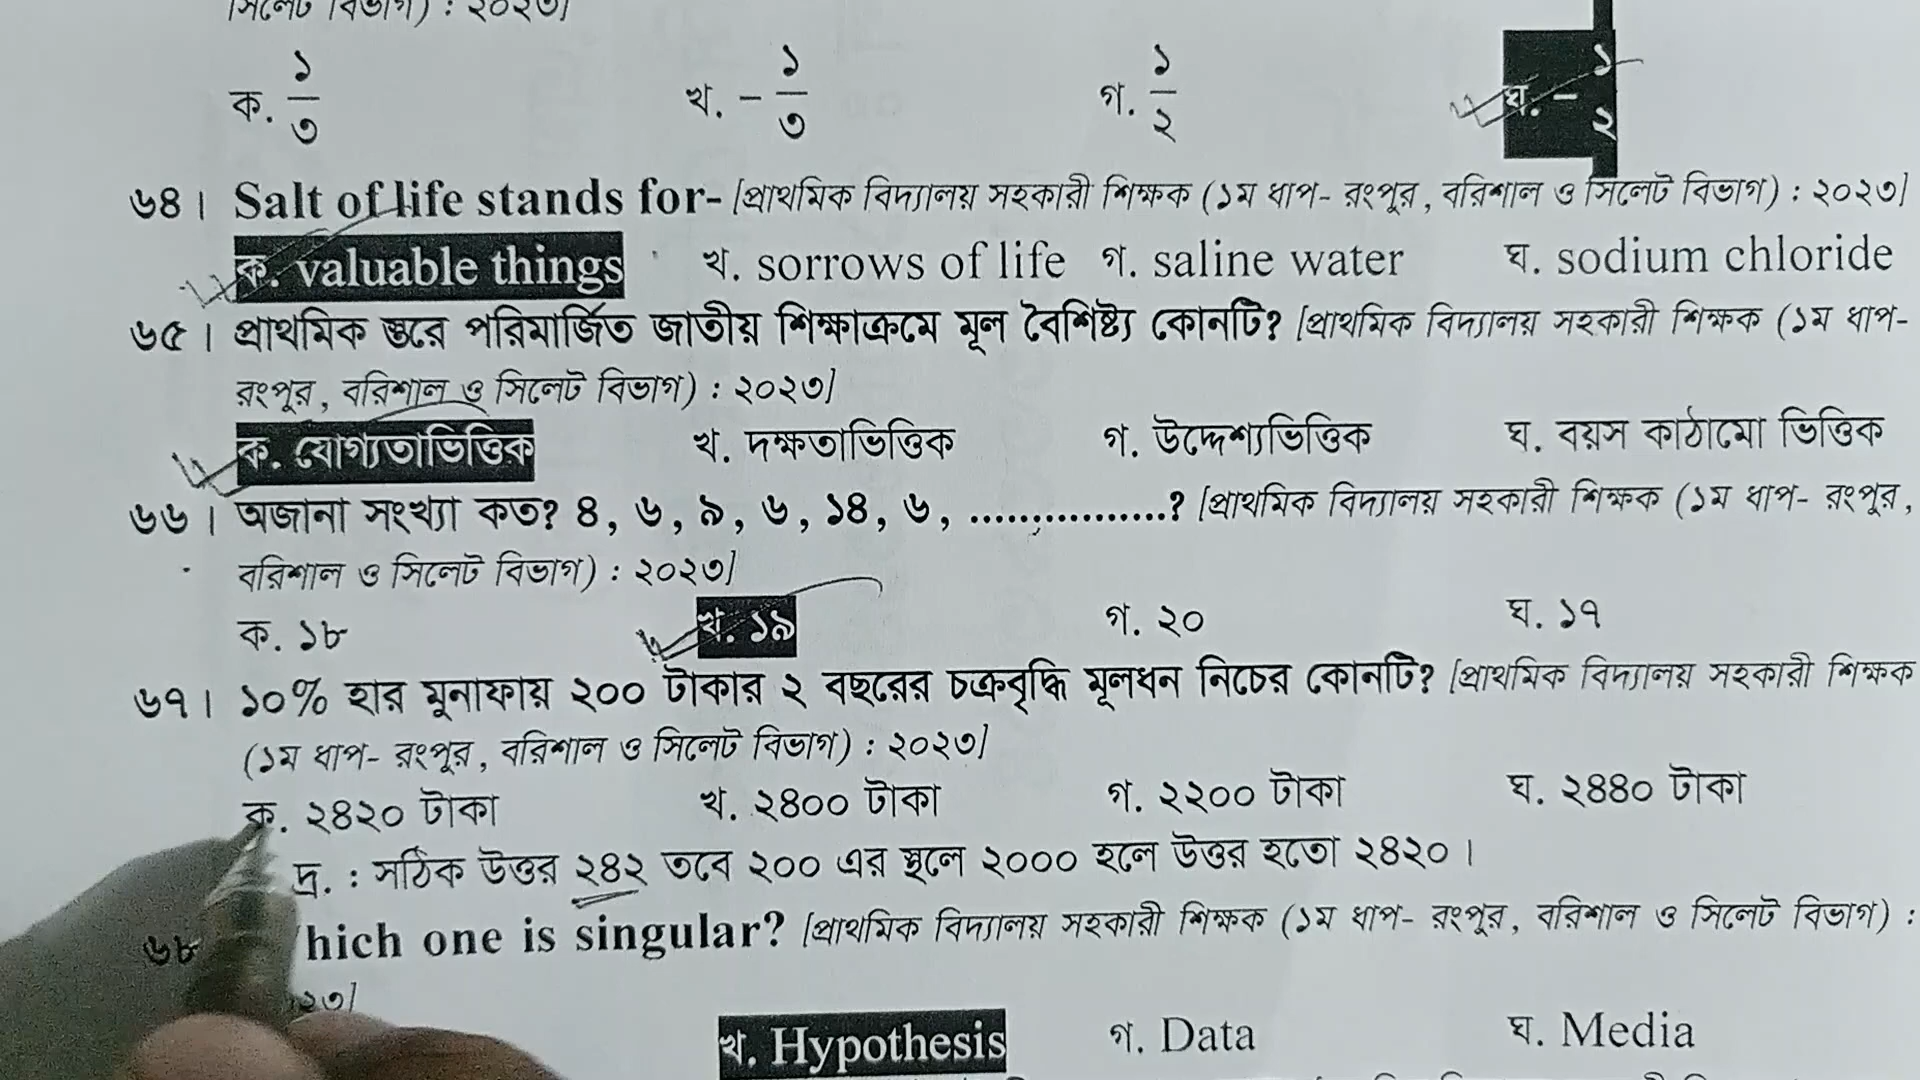 সিলেট বিভাগ) : ২০২৩]
ক. ১/৩ খ. - ১/৩ গ. ১/২ ঘ. - ১/২
৬৪। Salt of life stands for- [প্রাথমিক বিদ্যালয় সহকারী শিক্ষক (১ম ধাপ- রংপুর, বরিশাল ও সিলেট বিভাগ) : ২০২৩]
ক. valuable things খ. sorrows of life গ. saline water ঘ. sodium chloride
৬৫। প্রাথমিক স্তরে পরিমার্জিত জাতীয় শিক্ষাক্রমে মূল বৈশিষ্ট্য কোনটি? [প্রাথমিক বিদ্যালয় সহকারী শিক্ষক (১ম ধাপ-
রংপুর, বরিশাল ও সিলেট বিভাগ) : ২০২৩]
ক. যোগ্যতাভিত্তিক খ. দক্ষতাভিত্তিক গ. উদ্দেশ্যভিত্তিক ঘ. বয়স কাঠামো ভিত্তিক
৬৬। অজানা সংখ্যা কত? ৪, ৬, ৯, ৬, ১৪, ৬, ..................? [প্রাথমিক বিদ্যালয় সহকারী শিক্ষক (১ম ধাপ- রংপুর,
বরিশাল ও সিলেট বিভাগ) : ২০২৩]
ক. ১৮ খ. ১৯ গ. ২০ ঘ. ১৭
৬৭। ১০% হার মুনাফায় ২০০ টাকার ২ বছরের চক্রবৃদ্ধি মূলধন নিচের কোনটি? [প্রাথমিক বিদ্যালয় সহকারী শিক্ষক
(১ম ধাপ- রংপুর, বরিশাল ও সিলেট বিভাগ) : ২০২৩]
ক. ২৪২০ টাকা খ. ২৪০০ টাকা গ. ২২০০ টাকা ঘ. ২৪৪০ টাকা
দ্র. : সঠিক উত্তর ২৪২ তবে ২০০ এর স্থলে ২০০০ হলে উত্তর হতো ২৪২০।
৬৮ hich one is singular? [প্রাথমিক বিদ্যালয় সহকারী শিক্ষক (১ম ধাপ- রংপুর, বরিশাল ও সিলেট বিভাগ) :
২৩]
খ. Hypothesis গ. Data ঘ. Media